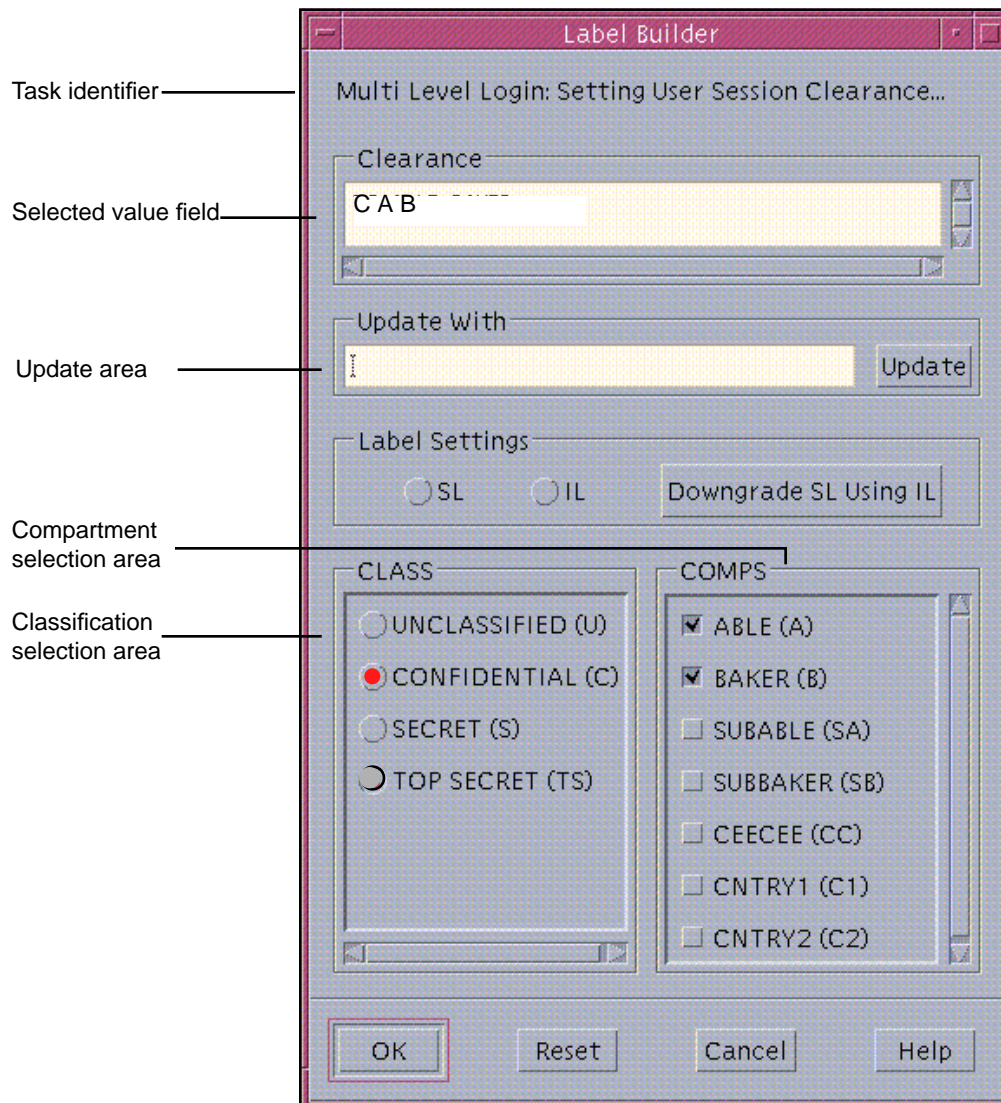 Label Builder
Task identifier
Multi Level Login: Setting User Session Clearance...
Clearance
Selected value field
C A B
Update With
Update area
Update
Label Settings
SL
IL
Downgrade SL Using IL
Compartment
selection area
CLASS
COMPS
Classification
selection area
UNCLASSIFIED (U)
CONFIDENTIAL (C)
SECRET (S)
TOP SECRET (TS)
ABLE (A)
BAKER (B)
SUBABLE (SA)
SUBBAKER (SB)
CEECEE (CC)
CNTRY1 (C1)
CNTRY2 (C2)
OK
Reset
Cancel
Help